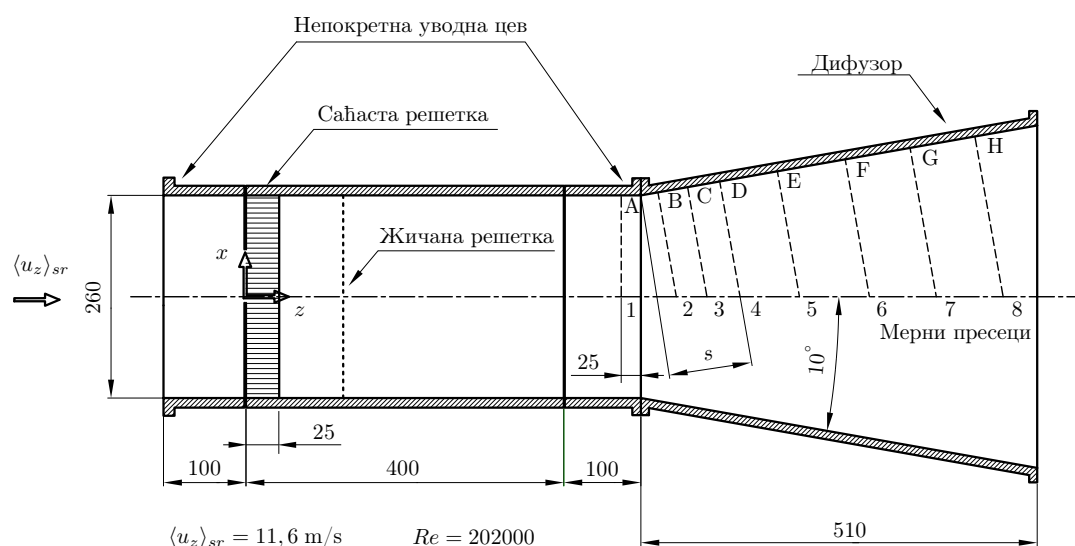 Непокретна уводна цев
Дифузор
Саћаста решетка
Жичана решетка
⟨u_z⟩_sr
260
x
z
A
B
C
D
E
F
G
H
1
2
3
4
5
6
7
8
Мерни пресеци
25
s
10°
25
100
400
100
510
⟨u_z⟩_sr = 11,6 m/s
Re = 202000